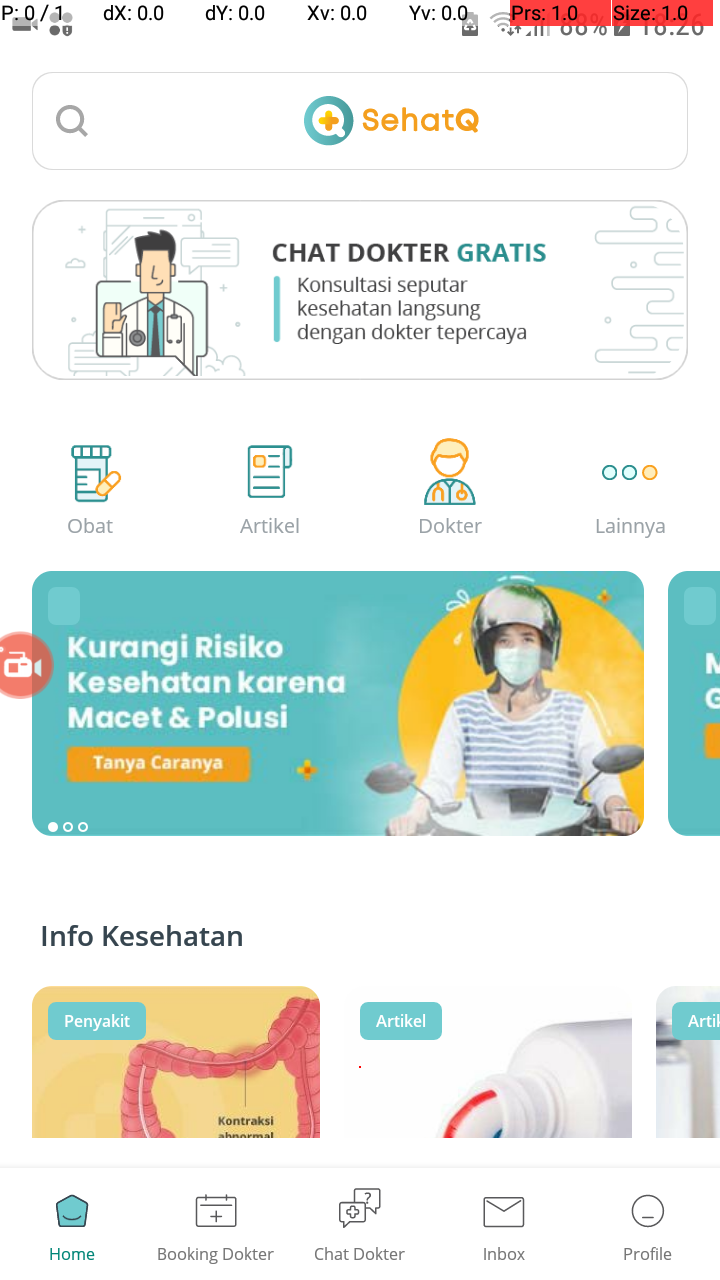 P: 0 / 1 dX: 0.0 dY: 0.0 Xv: 0.0 Yv: 0.0 Prs: 1.0 Size: 1.0
88% 18.26
SehatQ
CHAT DOKTER GRATIS
Konsultasi seputar
kesehatan langsung
dengan dokter tepercaya
Obat Artikel Dokter Lainnya
Kurangi Risiko
Kesehatan karena
Macet & Polusi
Tanya Caranya
M
G
Info Kesehatan
Penyakit
Kontraksi
abnormal
Artikel
?
Home Booking Dokter Chat Dokter Inbox Profile